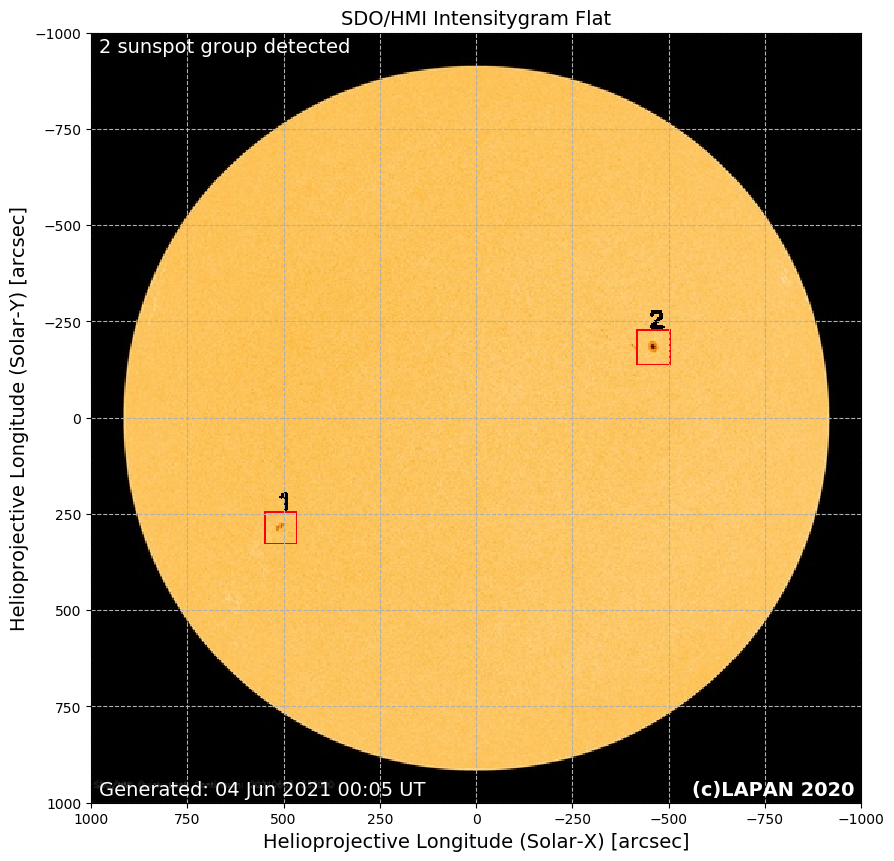 SDO/HMI Intensitygram Flat
2 sunspot group detected
−1000
−750
−500
−250
0
250
500
750
1000
Helioprojective Longitude (Solar-Y) [arcsec]
2
1
Generated: 04 Jun 2021 00:05 UT
(c)LAPAN 2020
1000 750 500 250 0 −250 −500 −750 −1000
Helioprojective Longitude (Solar-X) [arcsec]